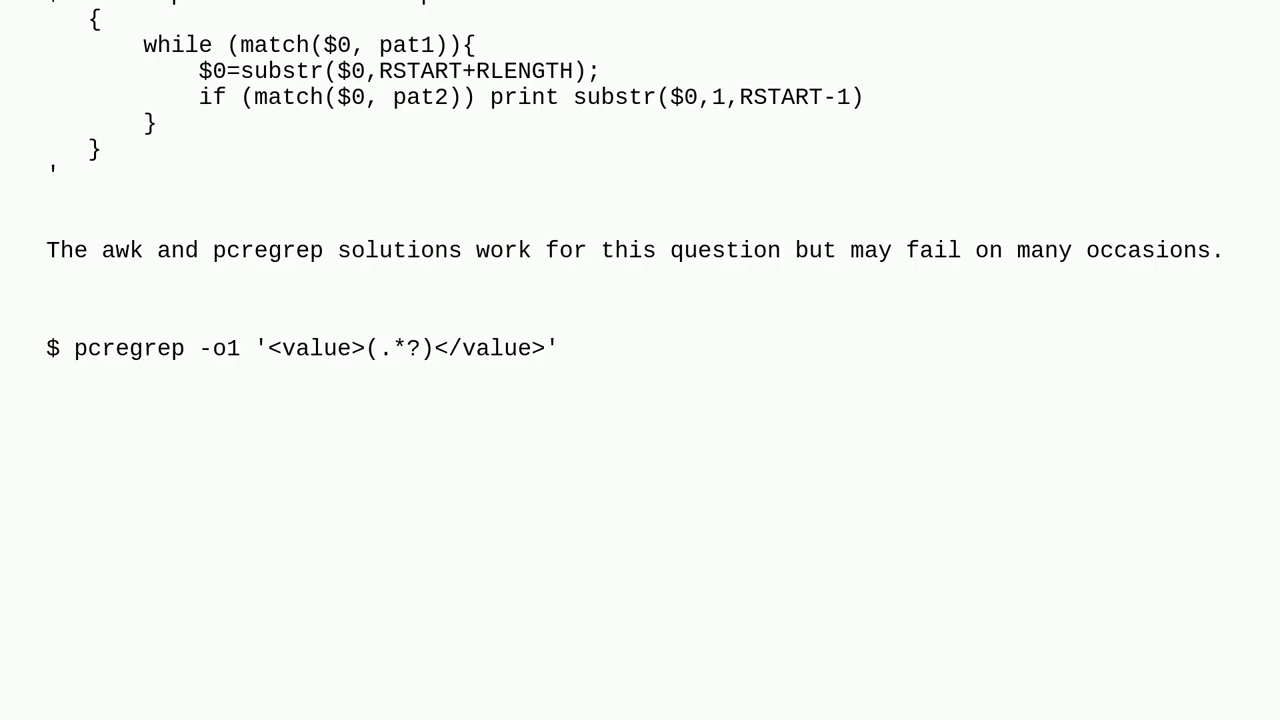 {
while (match($0, pat1)){
$0=substr($0,RSTART+RLENGTH);
if (match($0, pat2)) print substr($0,1,RSTART-1)
}
}
'
The awk and pcregrep solutions work for this question but may fail on many occasions.
$ pcregrep -o1 '<value>(.*?)</value>'